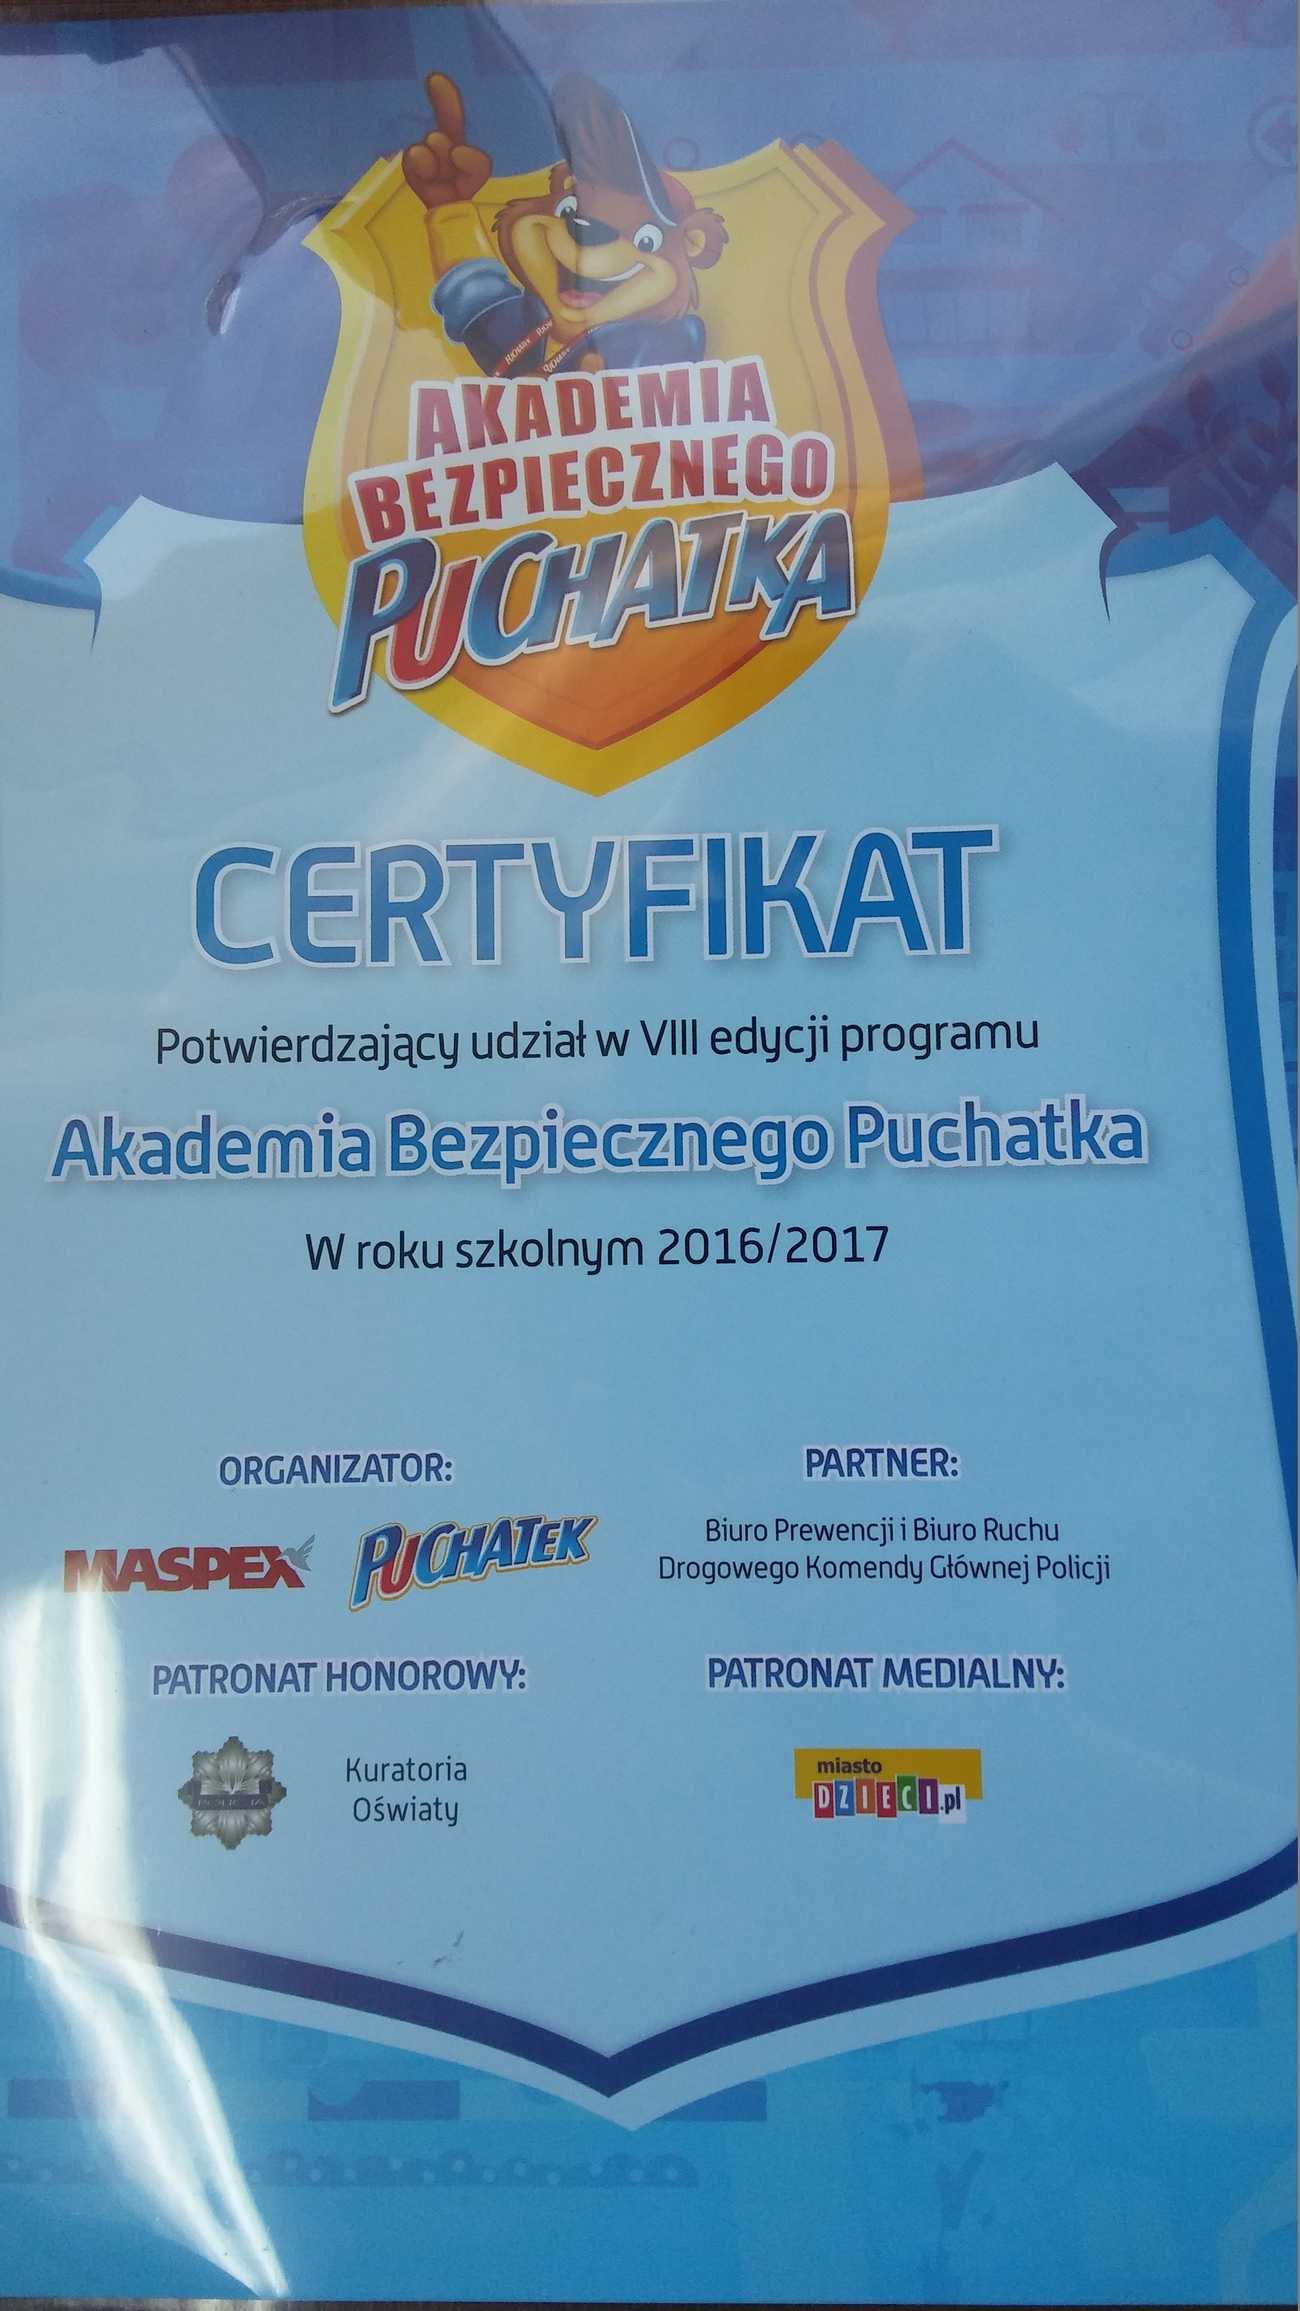 AKADEMIA
BEZPIECZNEGO
PUCHATKA
CERTYFIKAT
Potwierdzający udział w VIII edycji programu
Akademia Bezpiecznego Puchatka
W roku szkolnym 2016/2017
ORGANIZATOR:
MASPEX PUCHATEK
PARTNER:
Biuro Prewencji i Biuro Ruchu
Drogowego Komendy Głównej Policji
PATRONAT HONOROWY:
POLICJA
Kuratoria
Oświaty
PATRONAT MEDIALNY:
miasto
DZIECI.pl